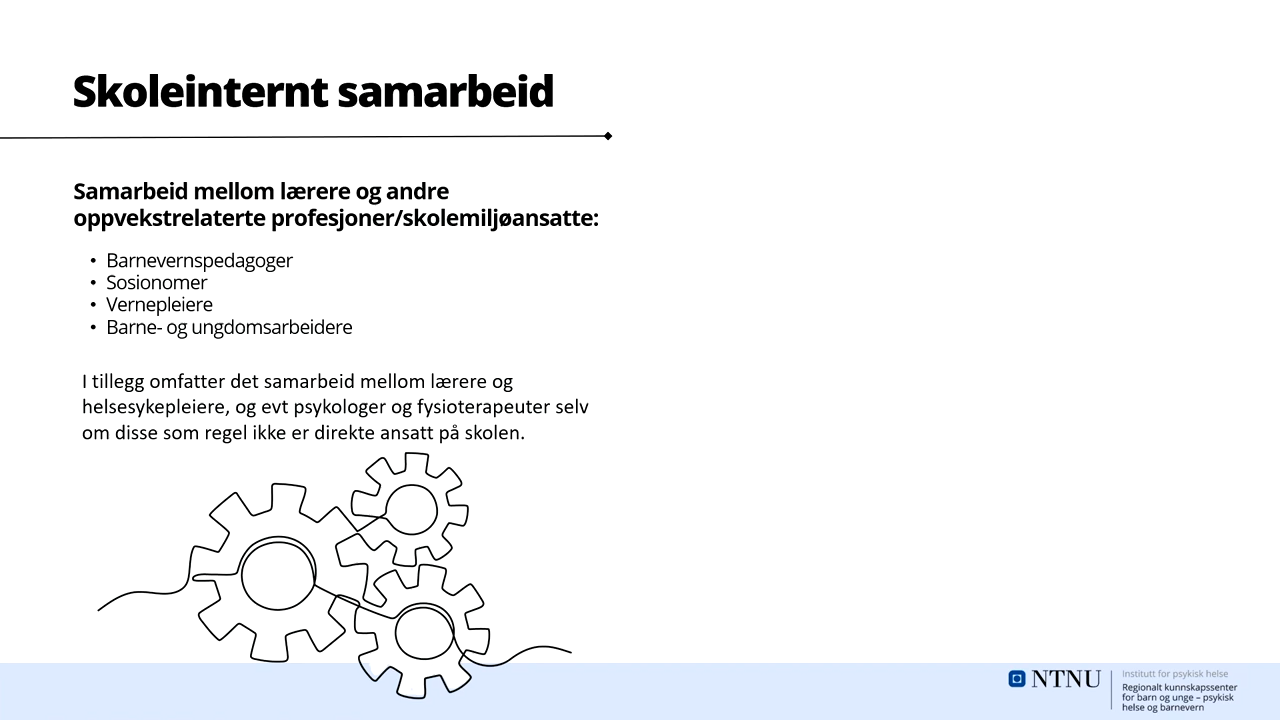 Skoleinternt samarbeid
Samarbeid mellom lærere og andre
oppvekstrelaterte profesjoner/skolemiljøansatte:
• Barnevernspedagoger
• Sosionomer
• Vernepleiere
• Barne- og ungdomsarbeidere
I tillegg omfatter det samarbeid mellom lærere og
helsesykepleiere, og evt psykologer og fysioterapeuter selv
om disse som regel ikke er direkte ansatt på skolen.
NTNU
Institutt for psykisk helse
Regionalt kunnskapssenter
for barn og unge – psykisk
helse og barnevern